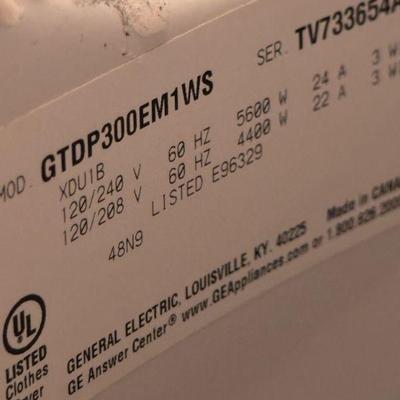 MOD. GTDP300EM1WS SER. TV733654A
XDU1B
120/240 V 60 HZ 5600 W 24 A 3 W
120/208 V 60 HZ 4400 W 22 A 3 W
LISTED E96329
48N9
UL
LISTED
Clothes
GENERAL ELECTRIC, LOUISVILLE, KY. 40225 Made in
GE Answer Center® www.GEAppliances.com or 1.800.626.2000